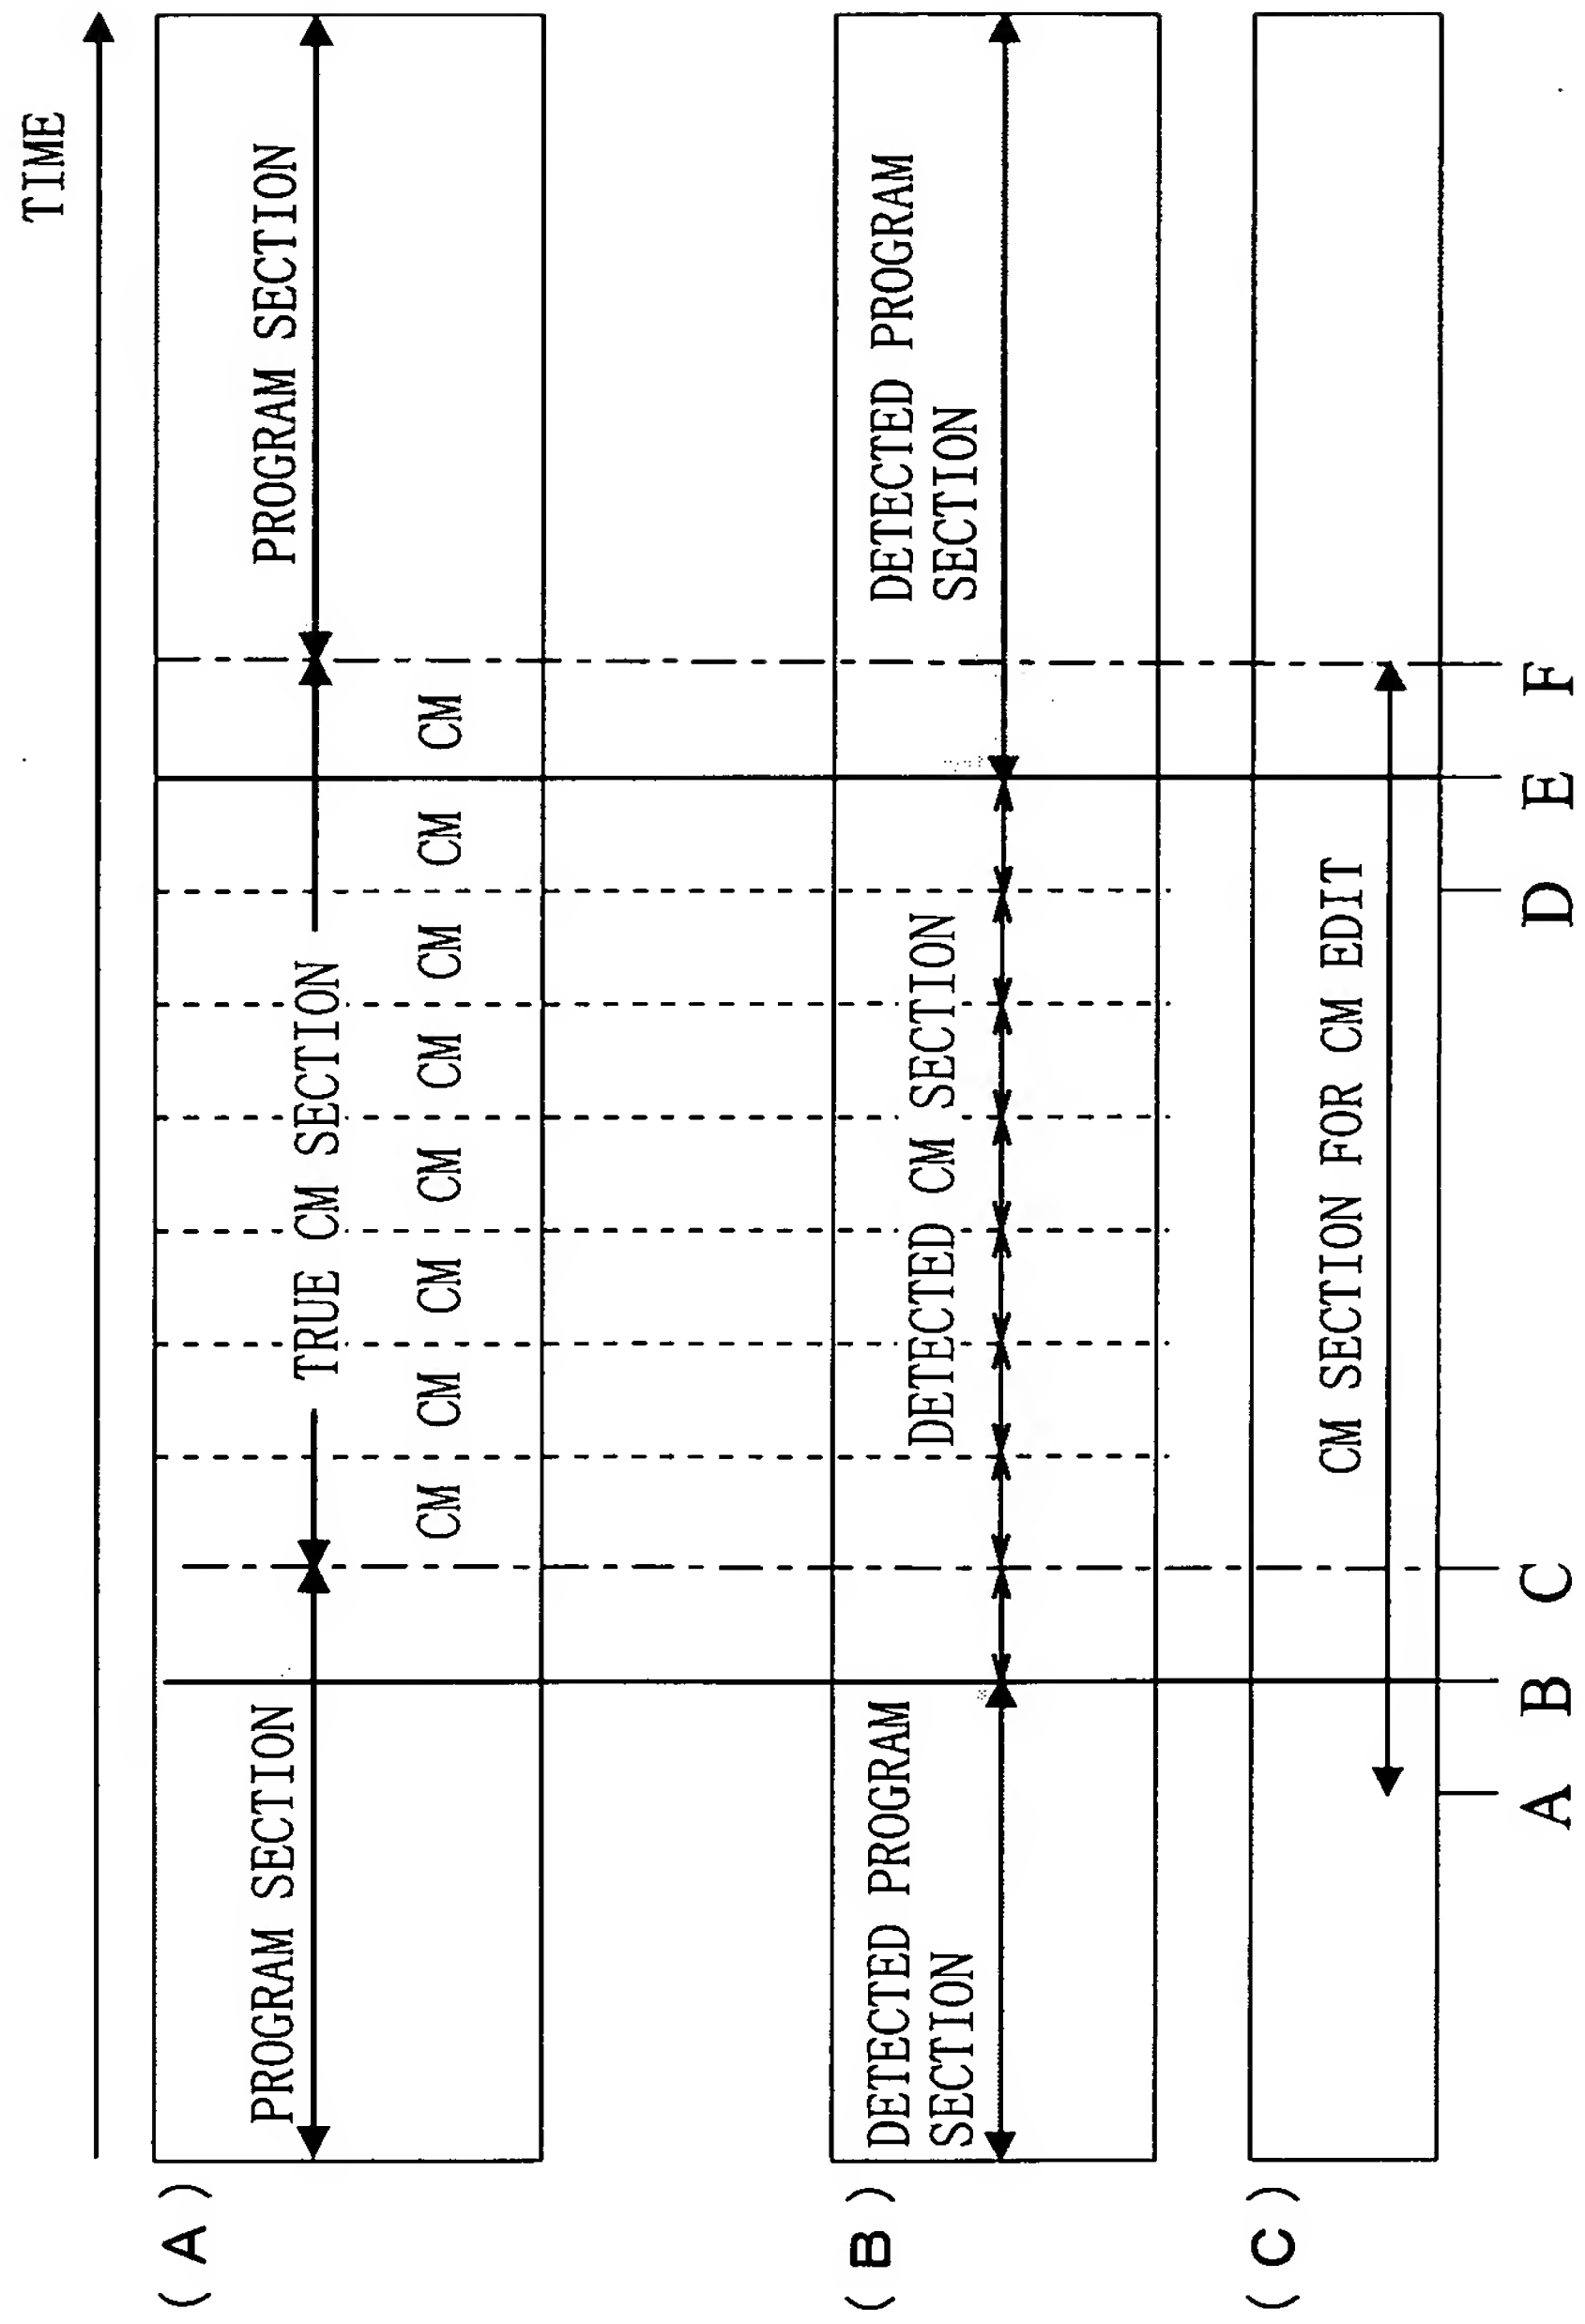 TIME
(A)
PROGRAM SECTION
TRUE CM SECTION
PROGRAM SECTION
CM CM CM CM CM CM CM CM
(B)
DETECTED PROGRAM
SECTION
DETECTED CM SECTION
DETECTED PROGRAM
SECTION
(C)
CM SECTION FOR CM EDIT
A B C D E F